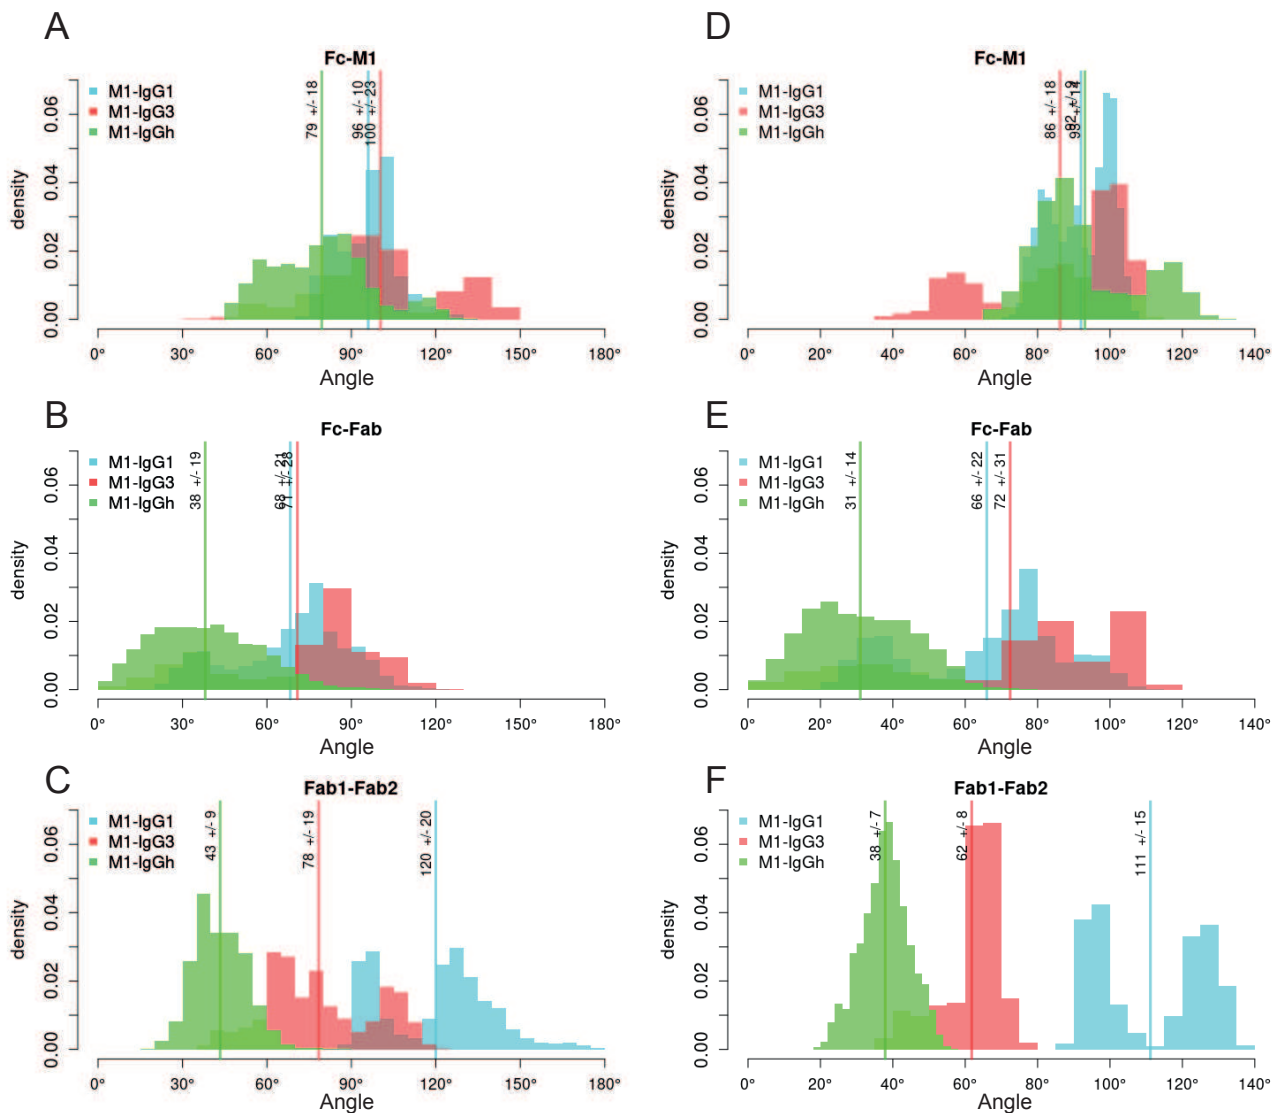 A
Fc-M1
M1-IgG1
M1-IgG3
M1-IgGh
79 +/- 18
96 +/- 10
100 +/- 23
density
0.00
0.02
0.04
0.06
0° 30° 60° 90° 120° 150° 180°
Angle
D
Fc-M1
M1-IgG1
M1-IgG3
M1-IgGh
86 +/- 18
density
0.00
0.02
0.04
0.06
0° 20° 40° 60° 80° 100° 120° 140°
Angle
B
Fc-Fab
M1-IgG1
M1-IgG3
M1-IgGh
38 +/- 19
68 +/- 21
71 +/- 28
density
0.00
0.02
0.04
0.06
0° 30° 60° 90° 120° 150° 180°
Angle
E
Fc-Fab
M1-IgG1
M1-IgG3
M1-IgGh
31 +/- 14
66 +/- 22
72 +/- 31
density
0.00
0.02
0.04
0.06
0° 20° 40° 60° 80° 100° 120° 140°
Angle
C
Fab1-Fab2
M1-IgG1
M1-IgG3
M1-IgGh
43 +/- 9
78 +/- 19
120 +/- 20
density
0.00
0.02
0.04
0.06
0° 30° 60° 90° 120° 150° 180°
Angle
F
Fab1-Fab2
M1-IgG1
M1-IgG3
M1-IgGh
38 +/- 7
62 +/- 8
111 +/- 15
density
0.00
0.02
0.04
0.06
0° 20° 40° 60° 80° 100° 120° 140°
Angle